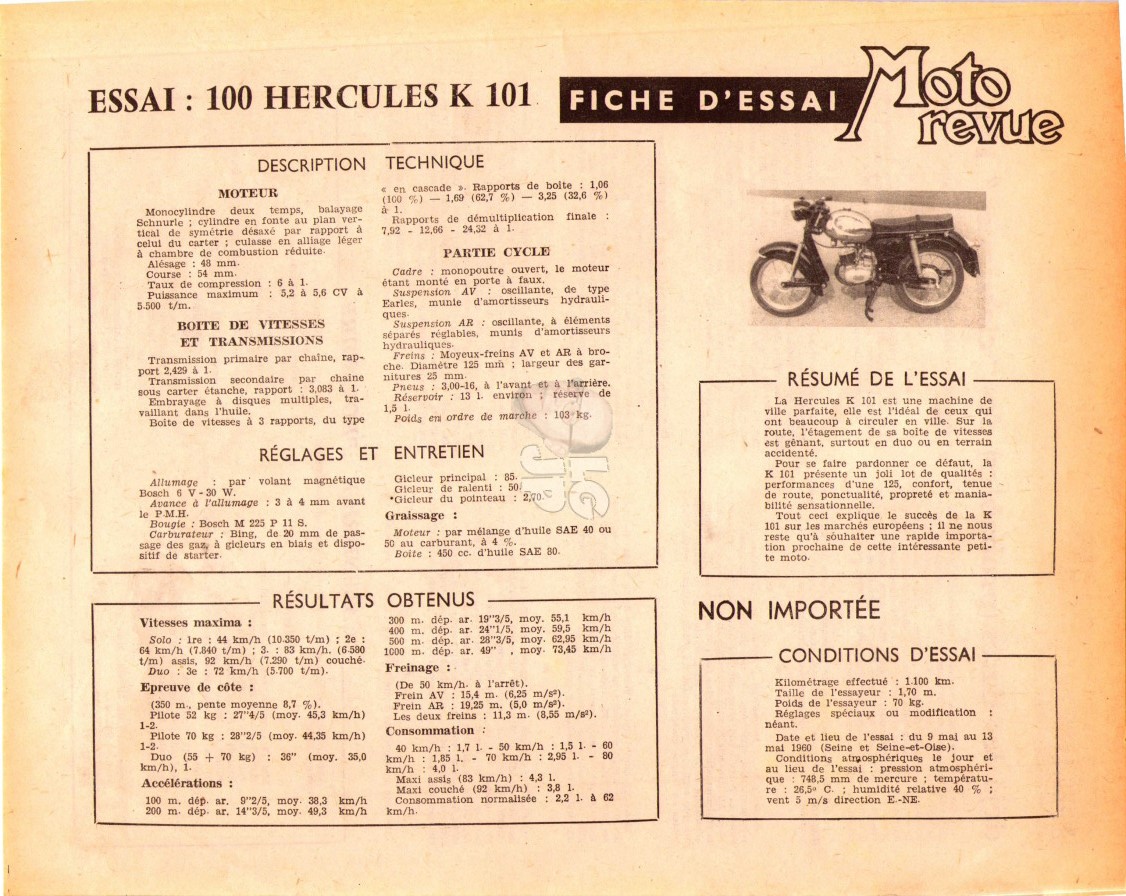 ESSAI : 100 HERCULES K 101
FICHE D'ESSAI
Moto
revue
DESCRIPTION TECHNIQUE
MOTEUR
Monocylindre deux temps, balayage
Schnurle ; cylindre en fonte au plan ver-
tical de symétrie désaxé par rapport à
celui du carter ; culasse en alliage léger
à chambre de combustion réduite.
Alésage : 48 mm.
Course : 54 mm.
Taux de compression : 6 à 1.
Puissance maximum : 5,2 à 5,6 CV à
5.500 t/m.
BOITE DE VITESSES
ET TRANSMISSIONS
Transmission primaire par chaîne, rap-
port 2,429 à 1.
Transmission secondaire par chaîne
sous carter étanche, rapport : 3,083 à 1.
Embrayage à disques multiples, tra-
vaillant dans l'huile.
Boîte de vitesses à 3 rapports, du type
« en cascade ». Rapports de boite : 1,06
(100 %) — 1,69 (62,7 %) — 3,25 (32,6 %)
à 1.
Rapports de démultiplication finale :
7,92 - 12,66 - 24,32 à 1.
PARTIE CYCLE
Cadre : monopoutre ouvert, le moteur
étant monté en porte à faux.
Suspension AV : oscillante, de type
Earles, munie d'amortisseurs hydrauli-
ques.
Suspension AR : oscillante, à éléments
séparés réglables, munis d'amortisseurs
hydrauliques.
Freins : Moyeux-freins AV et AR à bro-
che. Diamètre 125 mm ; largeur des gar-
nitures 25 mm.
Pneus : 3,00-16, à l'avant et à l'arrière.
Réservoir : 13 l. environ ; réserve de
1,5 l.
Poids en ordre de marche : 103 kg.
RÉGLAGES ET ENTRETIEN
Allumage : par volant magnétique
Bosch 6 V - 30 W.
Avance à l'allumage : 3 à 4 mm avant
le P.M.H.
Bougie : Bosch M 225 P 11 S.
Carburateur : Bing, de 20 mm de pas-
sage des gaz, à gicleurs en biais et dispo-
sitif de starter.
Gicleur principal : 85.
Gicleur de ralenti : 50.
*Gicleur du pointeau : 2,70.
Graissage :
Moteur : par mélange d'huile SAE 40 ou
50 au carburant, à 4 %.
Boîte : 450 cc. d'huile SAE 80.
RÉSULTATS OBTENUS
Vitesses maxima :
Solo : 1re : 44 km/h (10.350 t/m) ; 2e :
64 km/h (7.840 t/m) ; 3. : 83 km/h. (6.580
t/m) assis, 92 km/h (7.290 t/m) couché.
Duo : 3e : 72 km/h (5.700 t/m).
Epreuve de côte :
(350 m., pente moyenne 8,7 %).
Pilote 52 kg : 27"4/5 (moy. 45,3 km/h)
1-2.
Pilote 70 kg : 28"2/5 (moy. 44,35 km/h)
1-2.
Duo (55 + 70 kg) : 36" (moy. 35,0
km/h), 1.
Accélérations :
100 m. dép. ar. 9"2/5, moy. 38,3 km/h
200 m. dép. ar. 14"3/5, moy. 49,3 km/h
300 m. dép. ar. 19"3/5, moy. 55,1 km/h
400 m. dép. ar. 24"1/5, moy. 59,5 km/h
500 m. dép. ar. 28"3/5, moy. 62,95 km/h
1000 m. dép. ar. 49" , moy. 73,45 km/h
Freinage :
(De 50 km/h. à l'arrêt).
Frein AV : 15,4 m. (6,25 m/s²).
Frein AR : 19,25 m. (5,0 m/s²).
Les deux freins : 11,3 m. (8,55 m/s²).
Consommation :
40 km/h : 1,7 l. - 50 km/h : 1,5 l. - 60
km/h : 1,85 l. - 70 km/h : 2,95 l. - 80
km/h : 4,0 l.
Maxi assis (83 km/h) : 4,3 l.
Maxi couché (92 km/h) : 3,8 l.
Consommation normalisée : 2,2 l. à 62
km/h.
RÉSUMÉ DE L'ESSAI
La Hercules K 101 est une machine de
ville parfaite, elle est l'idéal de ceux qui
ont beaucoup à circuler en ville. Sur la
route, l'étagement de sa boîte de vitesses
est gênant, surtout en duo ou en terrain
accidenté.
Pour se faire pardonner ce défaut, la
K 101 présente un joli lot de qualités :
performances d'une 125, confort, tenue
de route, ponctualité, propreté et mania-
bilité sensationnelle.
Tout ceci explique le succès de la K
101 sur les marchés européens ; il ne nous
reste qu'à souhaiter une rapide importa-
tion prochaine de cette intéressante peti-
te moto.
NON IMPORTÉE
CONDITIONS D'ESSAI
Kilométrage effectué : 1.100 km.
Taille de l'essayeur : 1,70 m.
Poids de l'essayeur : 70 kg.
Réglages spéciaux ou modification :
néant.
Date et lieu de l'essai : du 9 mai au 13
mai 1960 (Seine et Seine-et-Oise).
Conditions atmosphériques le jour et
au lieu de l'essai : pression atmosphéri-
que : 748,5 mm de mercure ; températu-
re : 26,5° C. ; humidité relative 40 % ;
vent 5 m/s direction E.-NE.